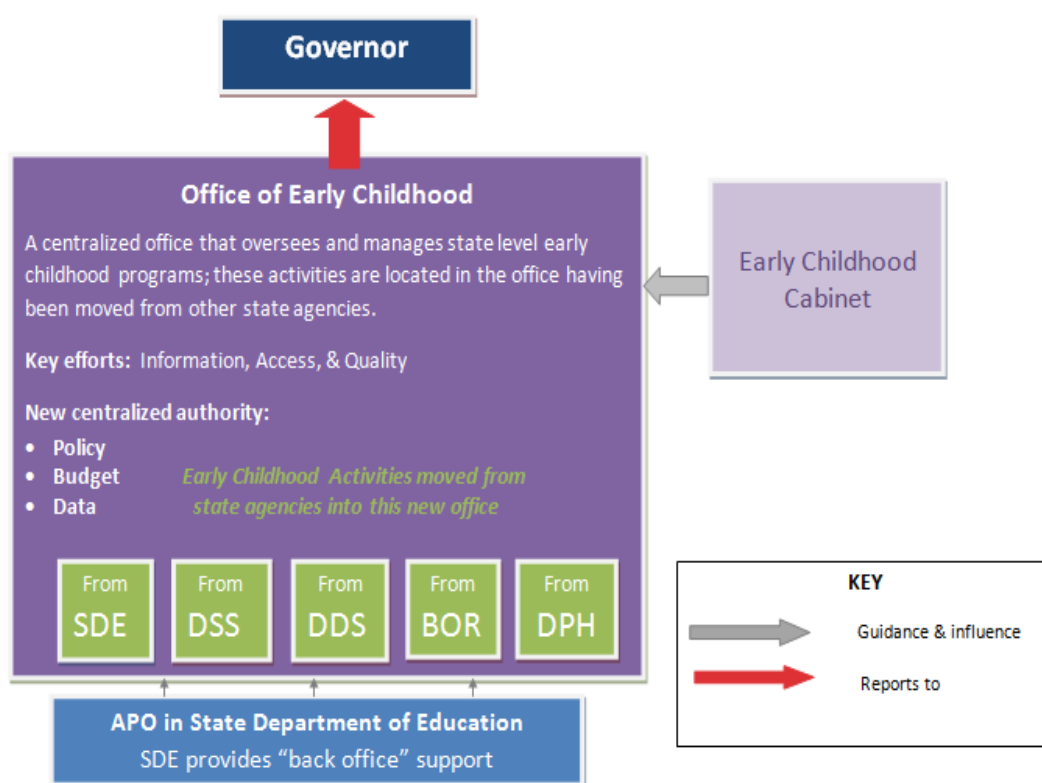 Governor
Office of Early Childhood
A centralized office that oversees and manages state level early
childhood programs; these activities are located in the office having
been moved from other state agencies.
Key efforts: Information, Access, & Quality
New centralized authority:
• Policy
• Budget
• Data
Early Childhood Activities moved from
state agencies into this new office
From
SDE
From
DSS
From
DDS
From
BOR
From
DPH
APO in State Department of Education
SDE provides “back office” support
Early Childhood
Cabinet
KEY
Guidance & influence
Reports to